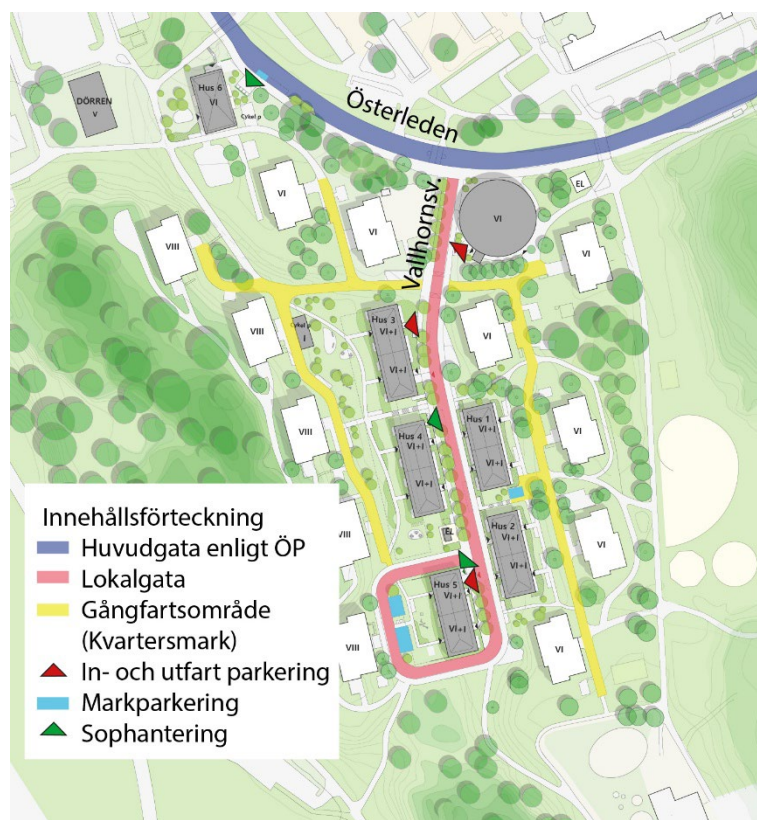 Hus 6
VI
DÖRREN
V
Cykel p
Österleden
EL
VI
Vallhornsv.
VI
VI
VIII
VI
Hus 3
VI+I
VI+I
Cykel p
I
VIII
VI
VIII
Hus 4
VI+I
VI+I
Hus 1
VI+I
VI+I
VI
EL
Hus 2
VI+I
VI+I
VIII
VI
Hus 5
VI+I
VI+I
VIII
VI
Innehållsförteckning
Huvudgata enligt ÖP
Lokalgata
Gångfartsområde
(Kvartersmark)
In- och utfart parkering
Markparkering
Sophantering